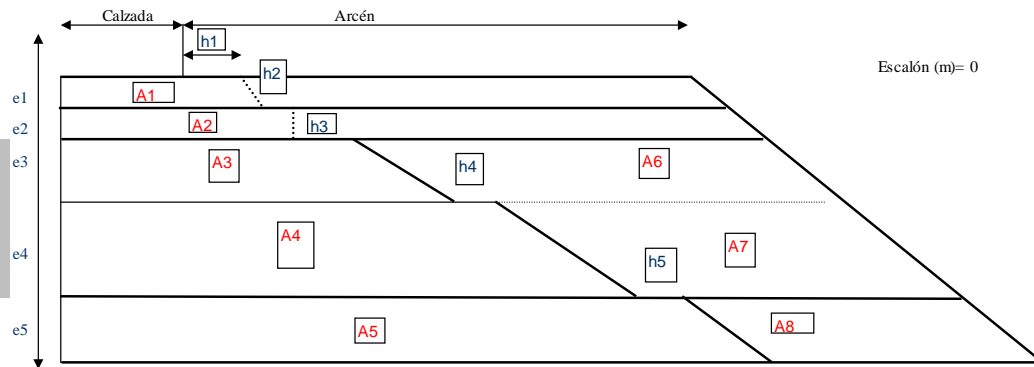 Calzada
Arcén
h1
h2
Escalón (m)= 0
e1
A1
e2
A2
h3
e3
A3
h4
A6
e4
A4
h5
A7
e5
A5
A8